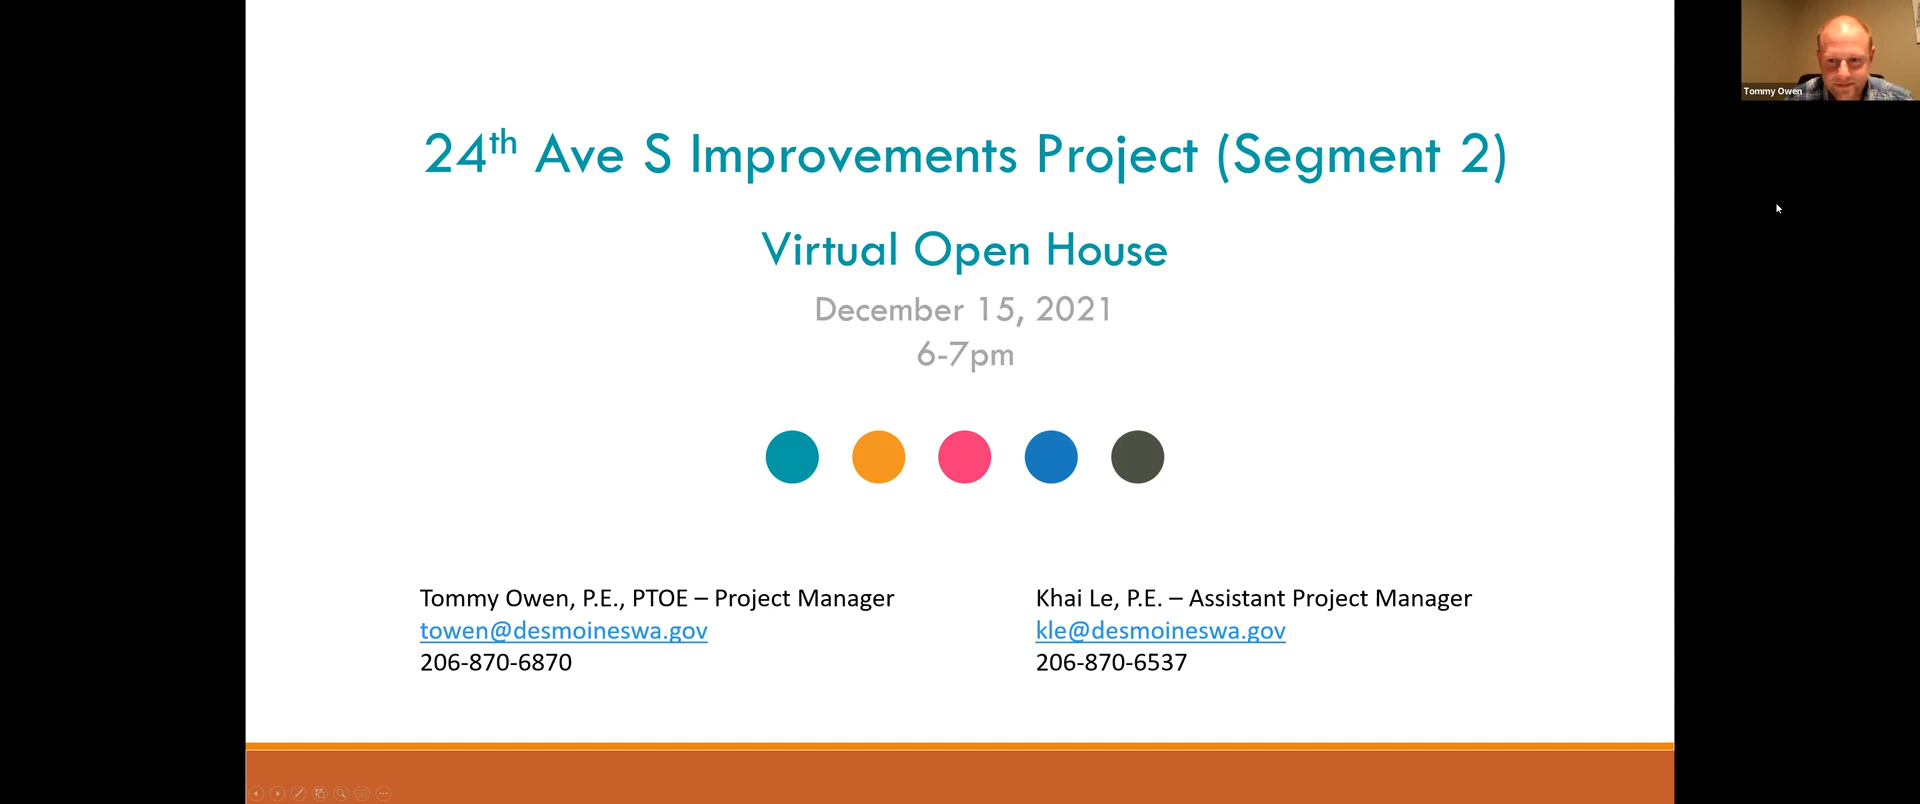 24th Ave S Improvements Project (Segment 2)
Virtual Open House
December 15, 2021
6-7pm
Tommy Owen, P.E., PTOE – Project Manager
towen@desmoineswa.gov
206-870-6870
Khai Le, P.E. – Assistant Project Manager
kle@desmoineswa.gov
206-870-6537
Tommy Owen